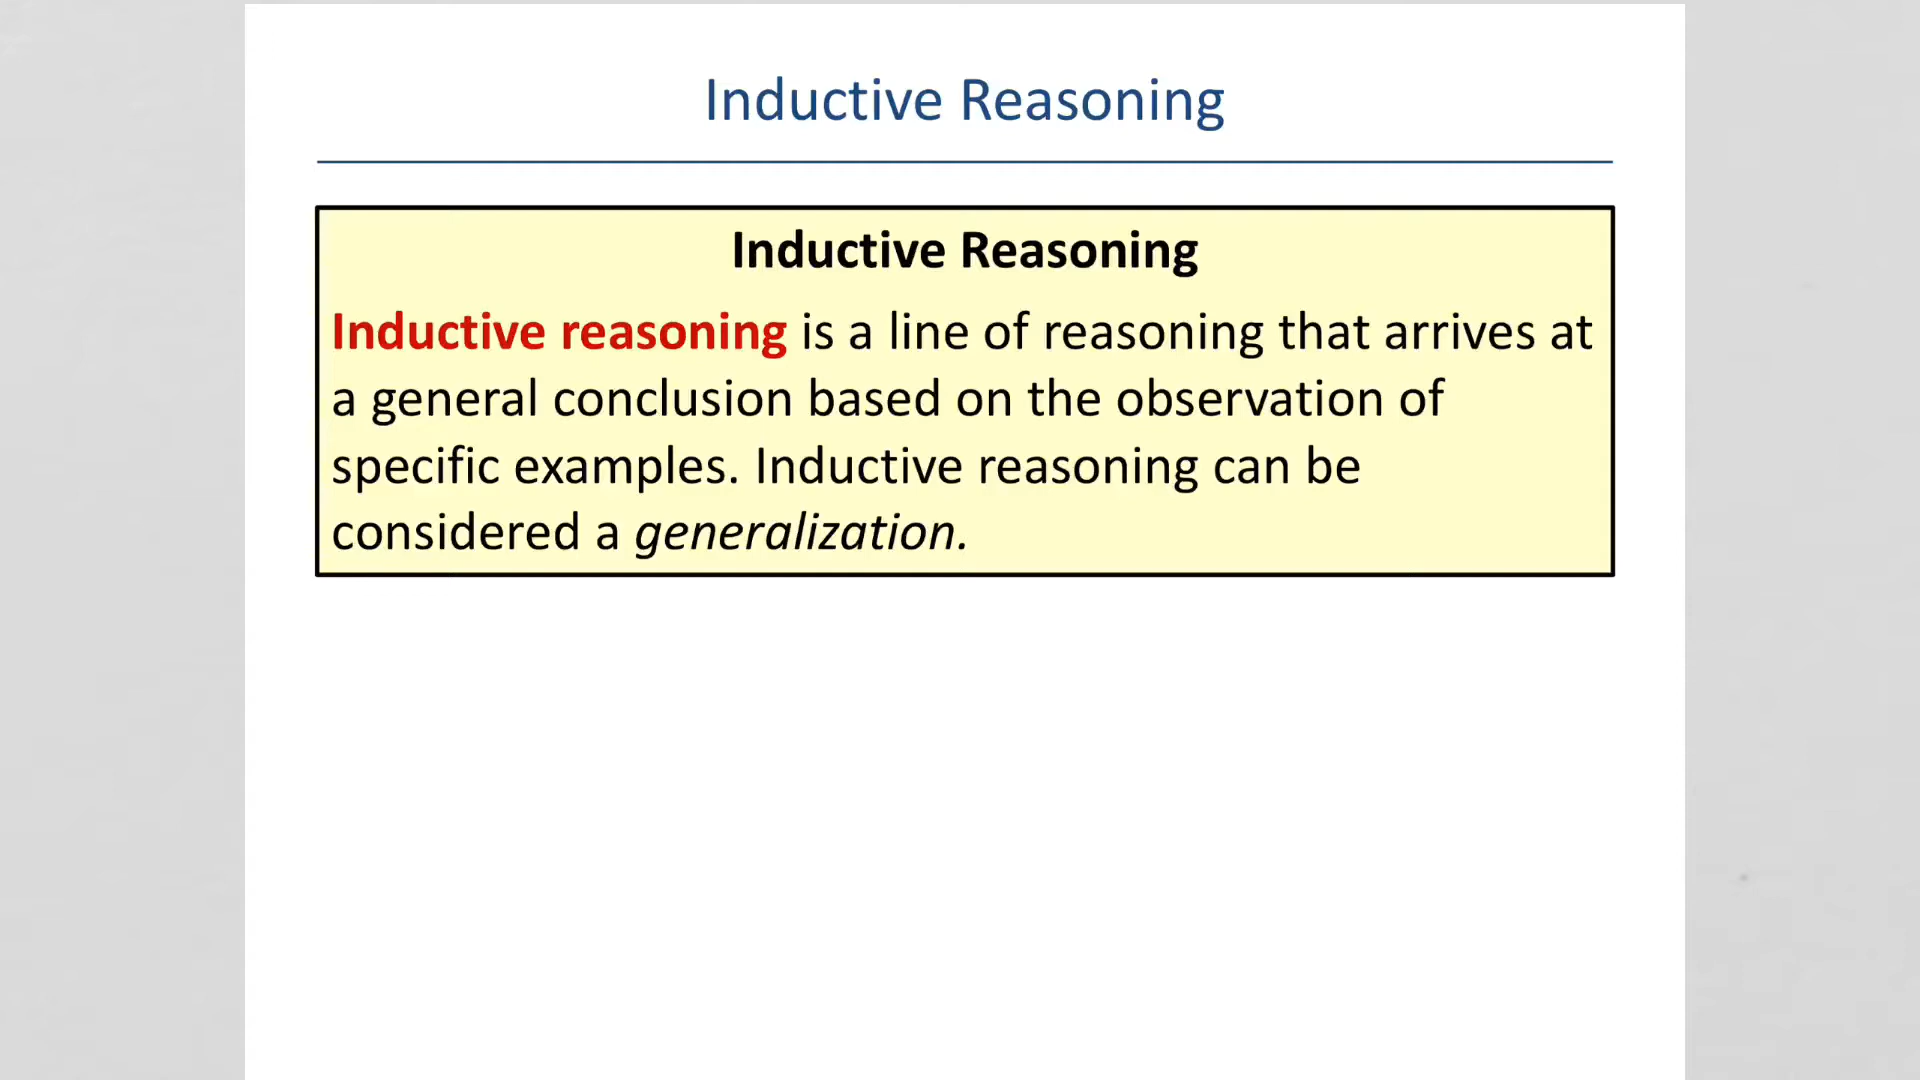 Inductive Reasoning
Inductive Reasoning
Inductive reasoning is a line of reasoning that arrives at
a general conclusion based on the observation of
specific examples. Inductive reasoning can be
considered a generalization.